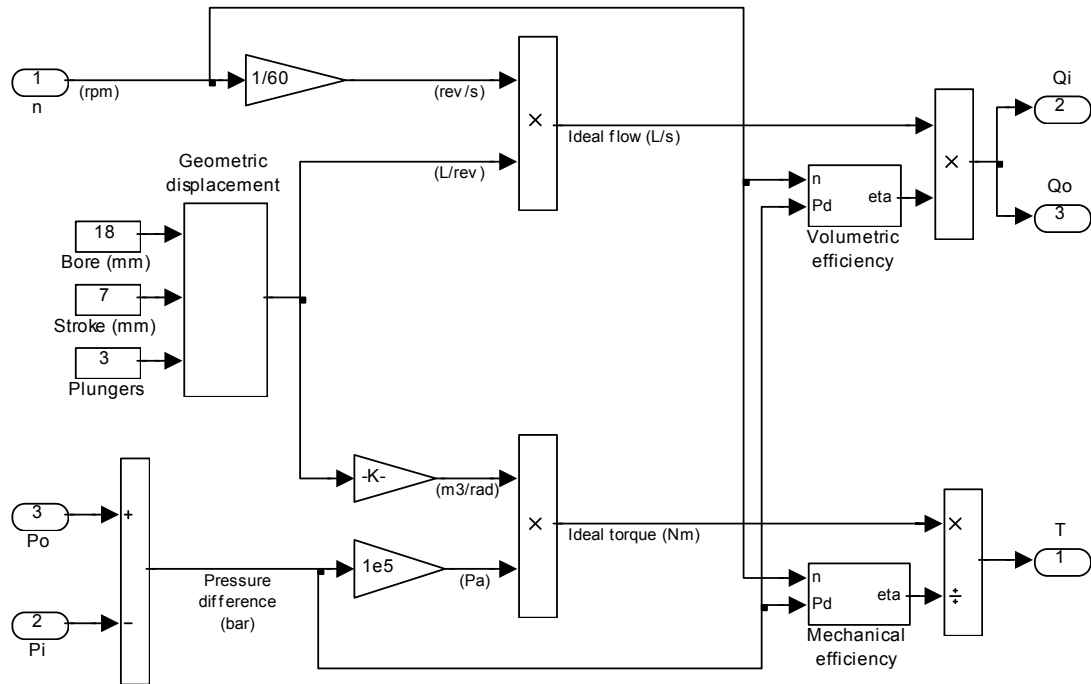 1
n
(rpm)
1/60
(rev/s)
×
Ideal flow (L/s)
(L/rev)
Geometric
displacement
18
Bore (mm)
7
Stroke (mm)
3
Plungers
n
Pd
eta
Volumetric
efficiency
×
Qi
2
Qo
3
3
Po
2
Pi
+
−
Pressure
difference
(bar)
-K-
(m3/rad)
1e5
(Pa)
×
Ideal torque (Nm)
n
Pd
eta
Mechanical
efficiency
×
÷
T
1